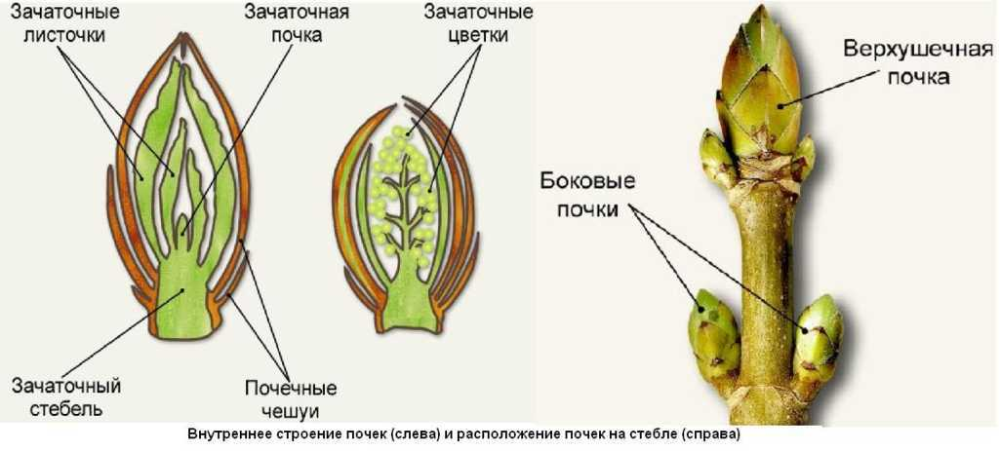 Зачаточные
листочки
Зачаточная
почка
Зачаточные
цветки
Верхушечная
почка
Боковые
почки
Зачаточный
стебель
Почечные
чешуи
Внутреннее строение почек (слева) и расположение почек на стебле (справа)